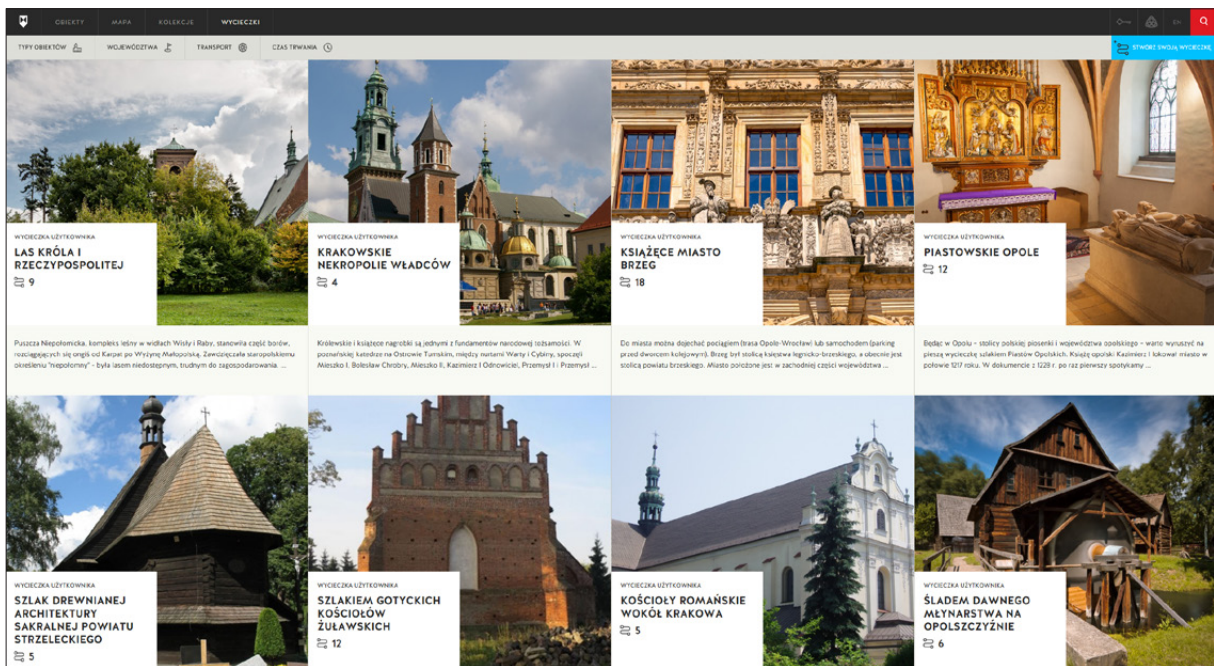 OBIEKTY MAPA KOLEKCJE WYCIECZKI EN
TYPY OBIEKTÓW WOJEWÓDZTWA TRANSPORT CZAS TRWANIA STWÓRZ SWOJĄ WYCIECZKĘ
WYCIECZKA UŻYTKOWNIKA
LAS KRÓLA I
RZECZYPOSPOLITEJ
9
Puszcza Niepołomicka, kompleks leśny w widłach Wisły i Raby, stanowiła część borów,
rozciągających się ongiś od Karpat po Wyżynę Małopolską. Zawdzięczała staropolskiemu
określeniu "niepołomny" - była lasem niedostępnym, trudnym do zagospodarowania. ...
WYCIECZKA UŻYTKOWNIKA
KRAKOWSKIE
NEKROPOLIE WŁADCÓW
4
Królewskie i książęce nagrobki są jednymi z fundamentów narodowej tożsamości. W
poznańskiej katedrze na Ostrowie Tumskim, między nurtami Warty i Cybiny, spoczęli
Mieszko I, Bolesław Chrobry, Mieszko II, Kazimierz I Odnowiciel, Przemysł I i Przemysł ...
WYCIECZKA UŻYTKOWNIKA
KSIĄŻĘCE MIASTO
BRZEG
18
Do miasta można dojechać pociągiem (trasa Opole-Wrocław) lub samochodem (parking
przed dworcem kolejowym). Brzeg był stolicą księstwa legnicko-brzeskiego, a obecnie jest
stolicą powiatu brzeskiego. Miasto położone jest w zachodniej części województwa ...
WYCIECZKA UŻYTKOWNIKA
PIASTOWSKIE OPOLE
12
Będąc w Opolu - stolicy polskiej piosenki i województwa opolskiego - warto wyruszyć na
pieszą wycieczkę szlakiem Piastów Opolskich. Książę opolski Kazimierz I lokował miasto w
połowie 1217 roku. W dokumencie z 1228 r. po raz pierwszy spotykamy ...
WYCIECZKA UŻYTKOWNIKA
SZLAK DREWNIANEJ
ARCHITEKTURY
SAKRALNEJ POWIATU
STRZELECKIEGO
5
WYCIECZKA UŻYTKOWNIKA
SZLAKIEM GOTYCKICH
KOŚCIOŁÓW
ŻUŁAWSKICH
12
WYCIECZKA UŻYTKOWNIKA
KOŚCIOŁY ROMAŃSKIE
WOKÓŁ KRAKOWA
5
WYCIECZKA UŻYTKOWNIKA
ŚLADEM DAWNEGO
MŁYNARSTWA NA
OPOLSZCZYŹNIE
6